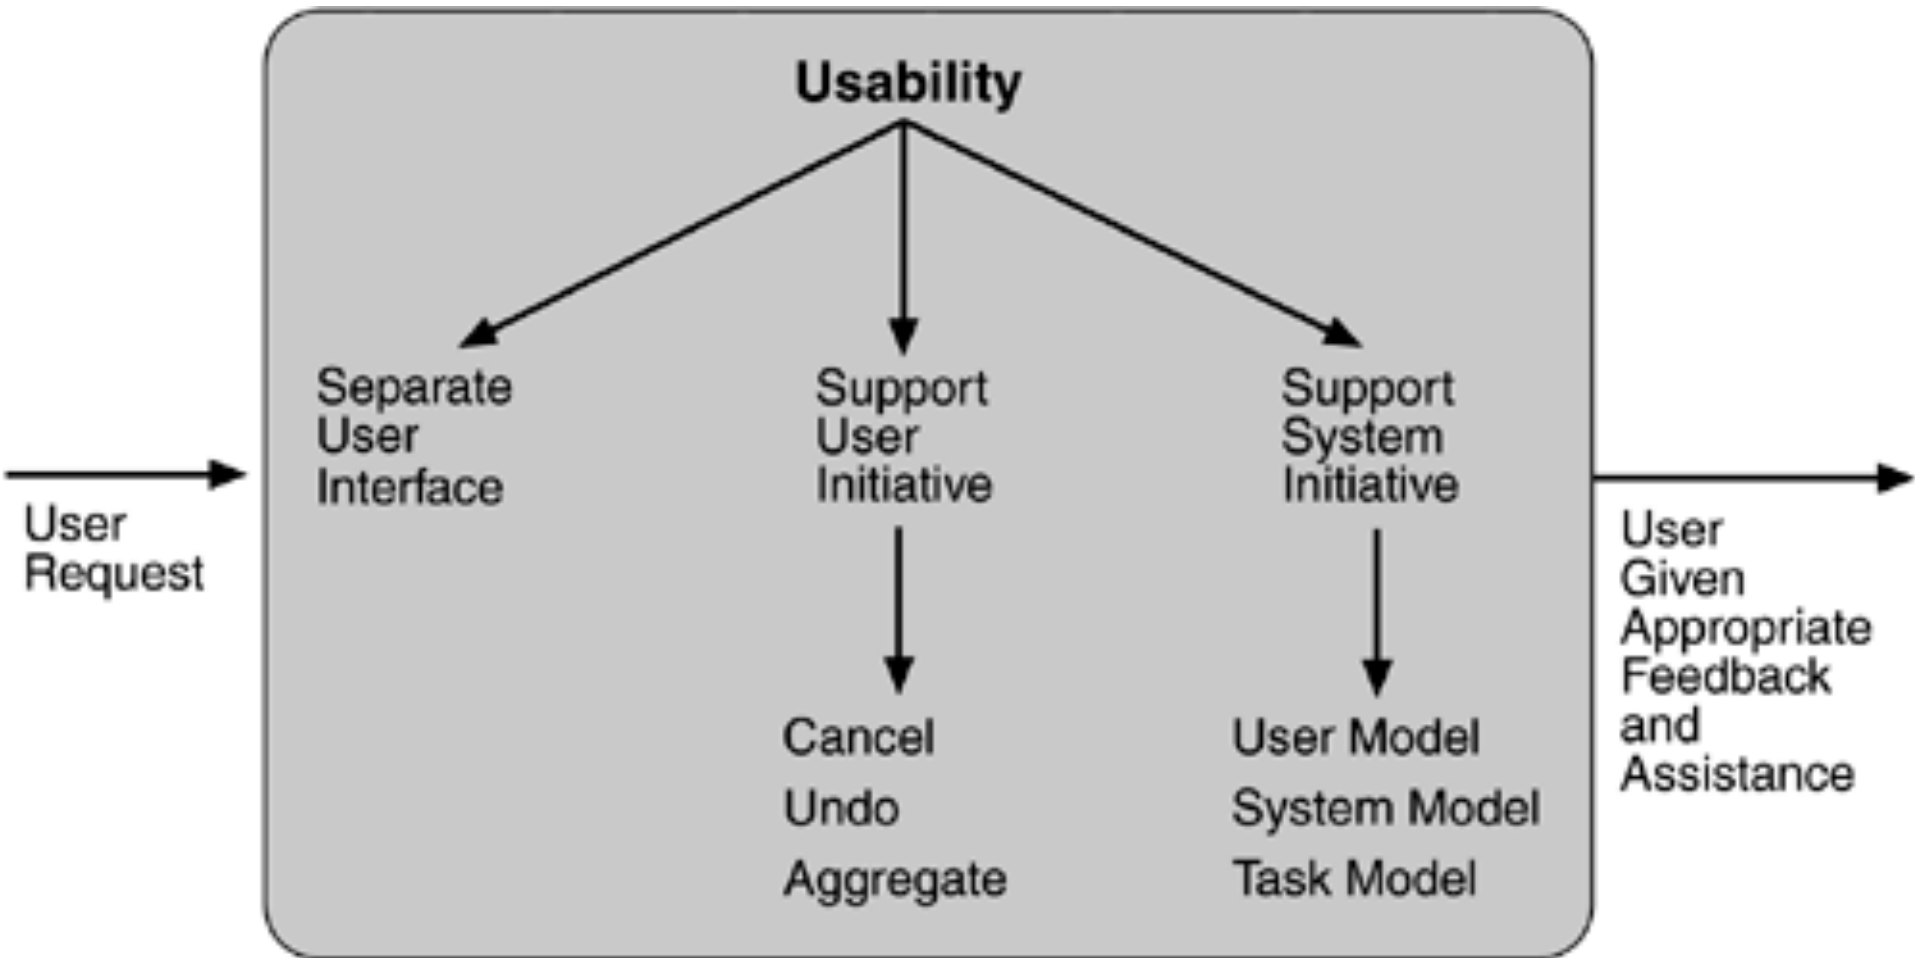 Usability
Separate
User
Interface
Support
User
Initiative
Support
System
Initiative
User
Request
User
Given
Appropriate
Feedback
and
Assistance
Cancel
Undo
Aggregate
User Model
System Model
Task Model